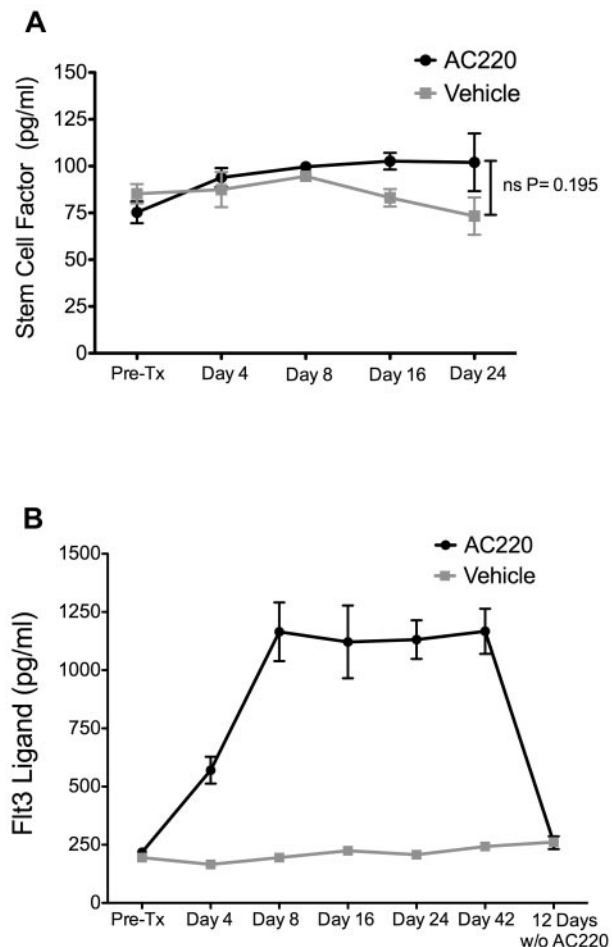 A
AC220
Vehicle
Stem Cell Factor (pg/ml)
150
125
100
75
50
25
0
ns P= 0.195
Pre-Tx Day 4 Day 8 Day 16 Day 24
B
AC220
Vehicle
Flt3 Ligand (pg/ml)
1500
1250
1000
750
500
250
0
Pre-Tx Day 4 Day 8 Day 16 Day 24 Day 42 12 Days
w/o AC220